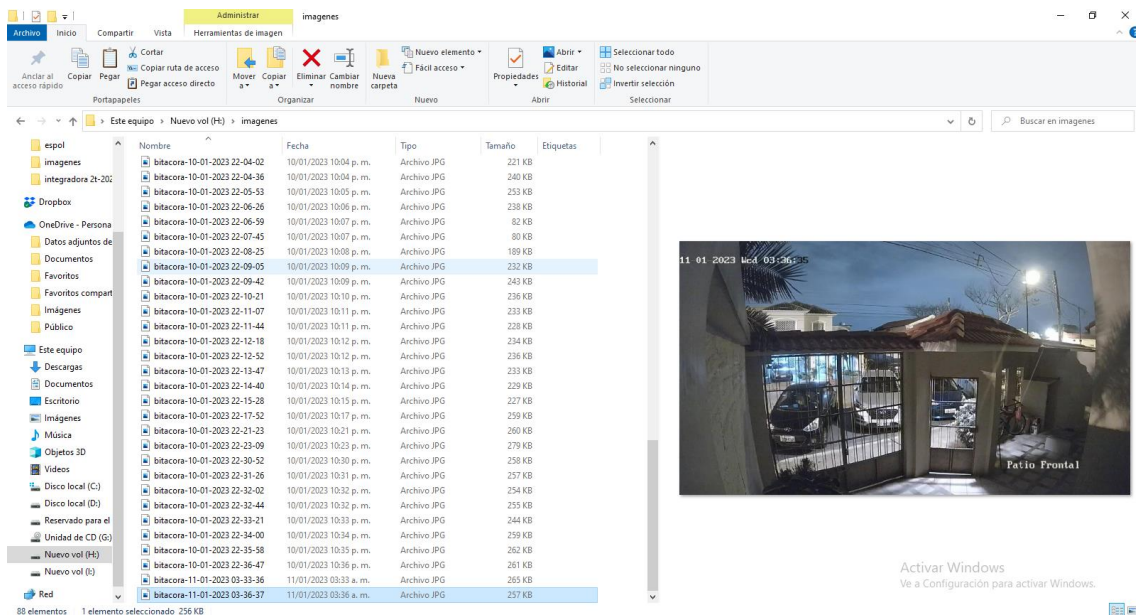 Administrar
imagenes
Archivo
Inicio
Compartir
Vista
Herramientas de imagen
Anclar al acceso rápido
Copiar
Pegar
Cortar
Copiar ruta de acceso
Pegar acceso directo
Portapapeles
Mover a
Copiar a
Eliminar
Cambiar nombre
Organizar
Nueva carpeta
Nuevo elemento
Fácil acceso
Nuevo
Propiedades
Abrir
Editar
Historial
Abrir
Seleccionar todo
No seleccionar ninguno
Invertir selección
Seleccionar
Este equipo > Nuevo vol (H:) > imagenes
Buscar en imagenes
espol
imagenes
integradora 2t-202
Dropbox
OneDrive - Persona
Datos adjuntos de
Documentos
Favoritos
Favoritos compart
Imágenes
Público
Este equipo
Descargas
Documentos
Escritorio
Imágenes
Música
Objetos 3D
Videos
Disco local (C:)
Disco local (D:)
Reservado para el
Unidad de CD (G:)
Nuevo vol (H:)
Nuevo vol (I:)
Red
Nombre Fecha Tipo Tamaño Etiquetas
bitacora-10-01-2023 22-04-02 10/01/2023 10:04 p. m. Archivo JPG 221 KB
bitacora-10-01-2023 22-04-36 10/01/2023 10:04 p. m. Archivo JPG 240 KB
bitacora-10-01-2023 22-05-53 10/01/2023 10:05 p. m. Archivo JPG 253 KB
bitacora-10-01-2023 22-06-26 10/01/2023 10:06 p. m. Archivo JPG 238 KB
bitacora-10-01-2023 22-06-59 10/01/2023 10:07 p. m. Archivo JPG 82 KB
bitacora-10-01-2023 22-07-45 10/01/2023 10:07 p. m. Archivo JPG 80 KB
bitacora-10-01-2023 22-08-25 10/01/2023 10:08 p. m. Archivo JPG 189 KB
bitacora-10-01-2023 22-09-05 10/01/2023 10:09 p. m. Archivo JPG 232 KB
bitacora-10-01-2023 22-09-42 10/01/2023 10:09 p. m. Archivo JPG 243 KB
bitacora-10-01-2023 22-10-21 10/01/2023 10:10 p. m. Archivo JPG 236 KB
bitacora-10-01-2023 22-11-07 10/01/2023 10:11 p. m. Archivo JPG 233 KB
bitacora-10-01-2023 22-11-44 10/01/2023 10:11 p. m. Archivo JPG 228 KB
bitacora-10-01-2023 22-12-18 10/01/2023 10:12 p. m. Archivo JPG 234 KB
bitacora-10-01-2023 22-12-52 10/01/2023 10:12 p. m. Archivo JPG 236 KB
bitacora-10-01-2023 22-13-47 10/01/2023 10:13 p. m. Archivo JPG 233 KB
bitacora-10-01-2023 22-14-40 10/01/2023 10:14 p. m. Archivo JPG 229 KB
bitacora-10-01-2023 22-15-28 10/01/2023 10:15 p. m. Archivo JPG 227 KB
bitacora-10-01-2023 22-17-52 10/01/2023 10:17 p. m. Archivo JPG 259 KB
bitacora-10-01-2023 22-21-23 10/01/2023 10:21 p. m. Archivo JPG 260 KB
bitacora-10-01-2023 22-23-09 10/01/2023 10:23 p. m. Archivo JPG 279 KB
bitacora-10-01-2023 22-30-52 10/01/2023 10:30 p. m. Archivo JPG 258 KB
bitacora-10-01-2023 22-31-26 10/01/2023 10:31 p. m. Archivo JPG 257 KB
bitacora-10-01-2023 22-32-02 10/01/2023 10:32 p. m. Archivo JPG 254 KB
bitacora-10-01-2023 22-32-44 10/01/2023 10:32 p. m. Archivo JPG 255 KB
bitacora-10-01-2023 22-33-21 10/01/2023 10:33 p. m. Archivo JPG 244 KB
bitacora-10-01-2023 22-34-00 10/01/2023 10:34 p. m. Archivo JPG 259 KB
bitacora-10-01-2023 22-35-58 10/01/2023 10:35 p. m. Archivo JPG 262 KB
bitacora-10-01-2023 22-36-47 10/01/2023 10:36 p. m. Archivo JPG 261 KB
bitacora-11-01-2023 03-33-36 11/01/2023 03:33 a. m. Archivo JPG 265 KB
bitacora-11-01-2023 03-36-37 11/01/2023 03:36 a. m. Archivo JPG 257 KB
11 01 2023 Wed 03:36:35
Patio Frontal
Activar Windows
Ve a Configuración para activar Windows.
88 elementos 1 elemento seleccionado 256 KB